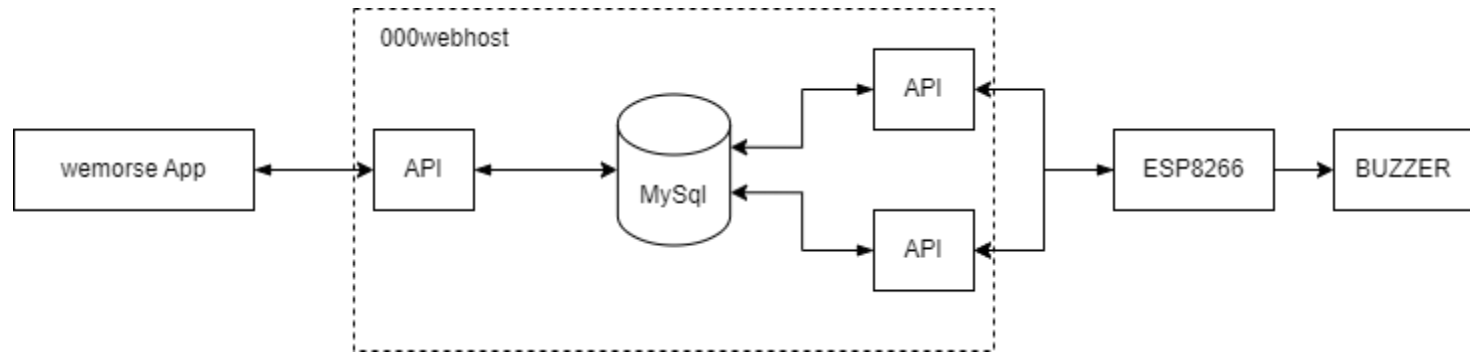 000webhost
wemorse App
API
MySql
API
API
ESP8266
BUZZER